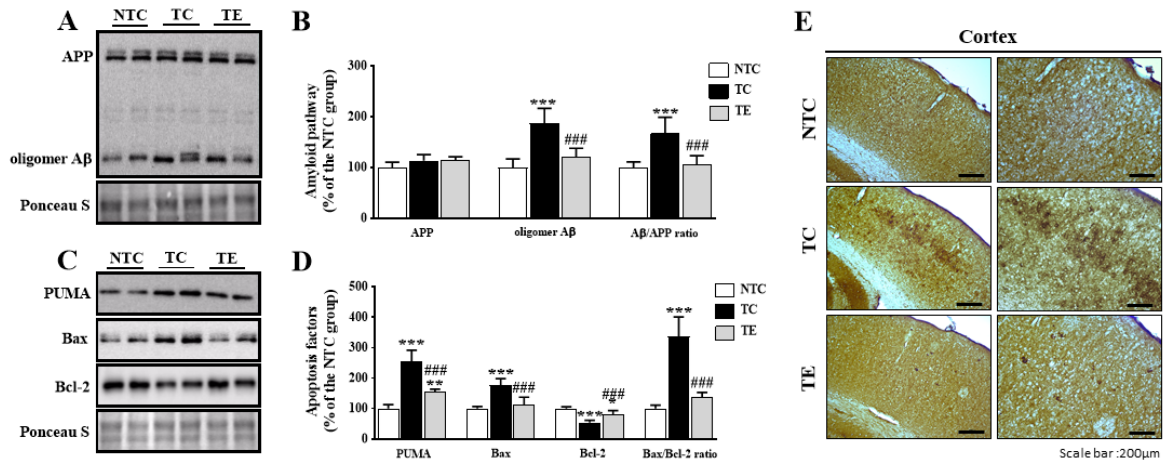 A
NTC TC TE
APP
oligomer Aβ
Ponceau S
B
Amyloid pathway
(% of the NTC group)
300
200
150
100
100
0
NTC
TC
TE
***
###
***
###
APP oligomer Aβ Aβ/APP ratio
C
NTC TC TE
PUMA
Bax
Bcl-2
Ponceau S
D
Apoptosis factors
(% of the NTC group)
500
400
300
200
100
0
NTC
TC
TE
***
###
**
***
###
***
###
*
***
###
PUMA Bax Bcl-2 Bax/Bcl-2 ratio
E
Cortex
NTC
TC
TE
Scale bar :200μm